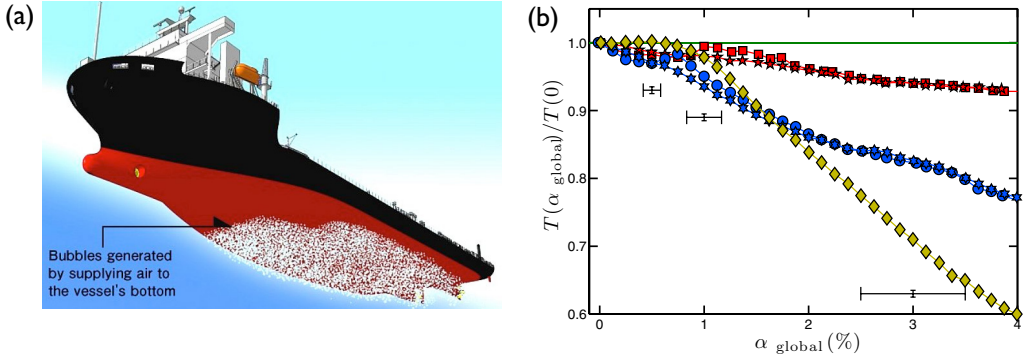 (a)
Bubbles generated
by supplying air to
the vessel's bottom
(b)
T(α global)/T(0)
1.0
0.9
0.8
0.7
0.6
0 1 2 3 4
α global (%)